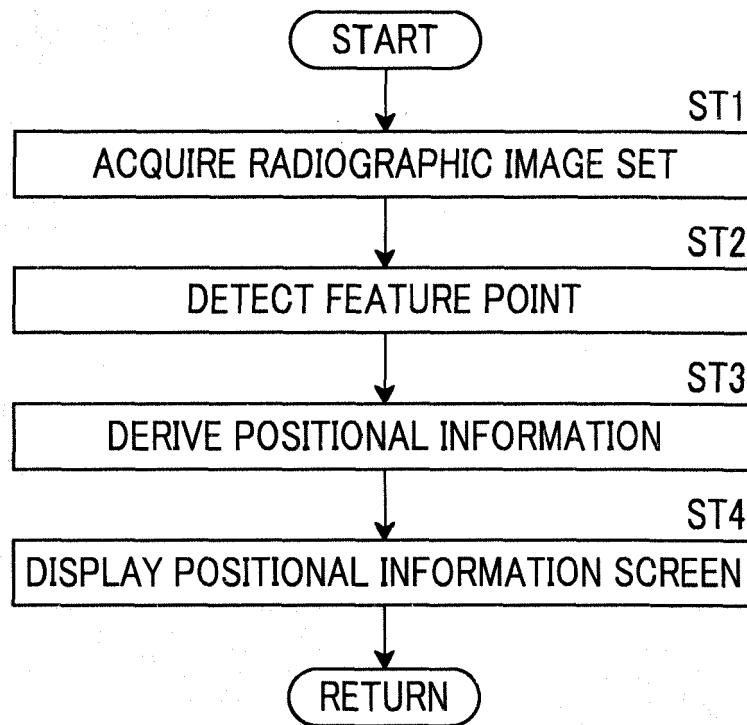 START
ST1
ACQUIRE RADIOGRAPHIC IMAGE SET
ST2
DETECT FEATURE POINT
ST3
DERIVE POSITIONAL INFORMATION
ST4
DISPLAY POSITIONAL INFORMATION SCREEN
RETURN